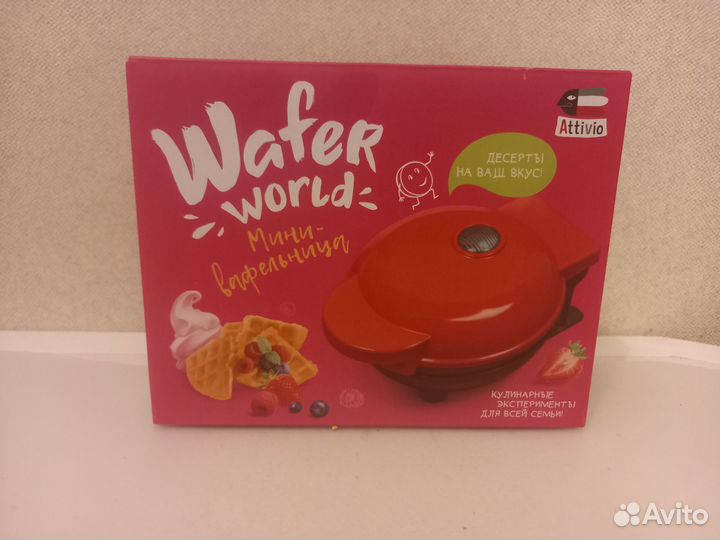 Wafer
world
Мини-
вафельница
Attivio
ДЕСЕРТЫ
НА ВАШ ВКУС!
КУЛИНАРНЫЕ
ЭКСПЕРИМЕНТЫ
ДЛЯ ВСЕЙ СЕМЬИ!
Avito